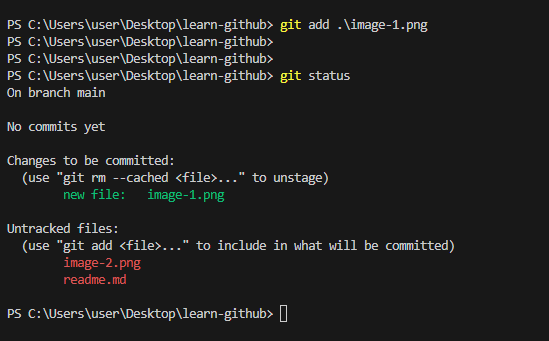 PS C:\Users\user\Desktop\learn-github> git add .\image-1.png
PS C:\Users\user\Desktop\learn-github>
PS C:\Users\user\Desktop\learn-github>
PS C:\Users\user\Desktop\learn-github> git status
On branch main
No commits yet
Changes to be committed:
(use "git rm --cached <file>..." to unstage)
new file: image-1.png
Untracked files:
(use "git add <file>..." to include in what will be committed)
image-2.png
readme.md
PS C:\Users\user\Desktop\learn-github>